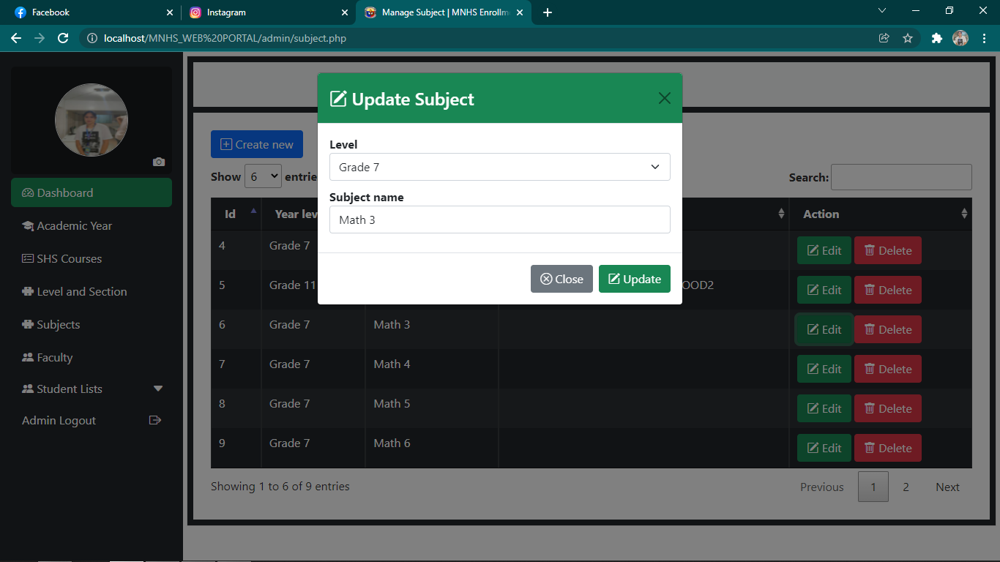 Facebook
Instagram
Manage Subject | MNHS Enrollm
localhost/MNHS_WEB%20PORTAL/admin/subject.php
Dashboard
Academic Year
SHS Courses
Level and Section
Subjects
Faculty
Student Lists
Admin Logout
Update Subject
Level
Grade 7
Subject name
Math 3
Close
Update
Create new
Show 6 entrie
Search:
Id Year lev Action
4 Grade 7 Edit Delete
5 Grade 11 OOD2 Edit Delete
6 Grade 7 Math 3 Edit Delete
7 Grade 7 Math 4 Edit Delete
8 Grade 7 Math 5 Edit Delete
9 Grade 7 Math 6 Edit Delete
Showing 1 to 6 of 9 entries
Previous 1 2 Next